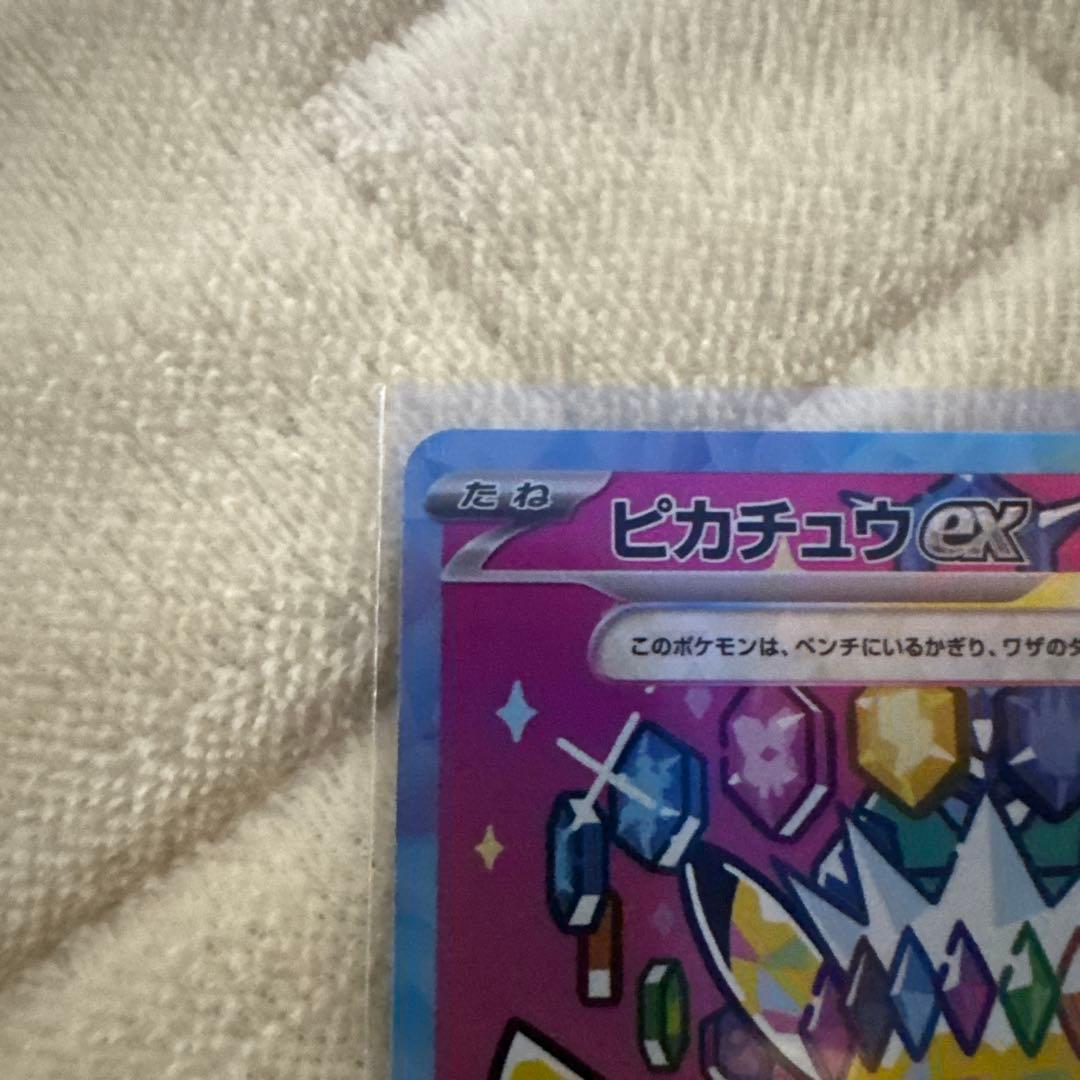 たね
ピカチュウex
このポケモンは、ベンチにいるかぎり、ワザの